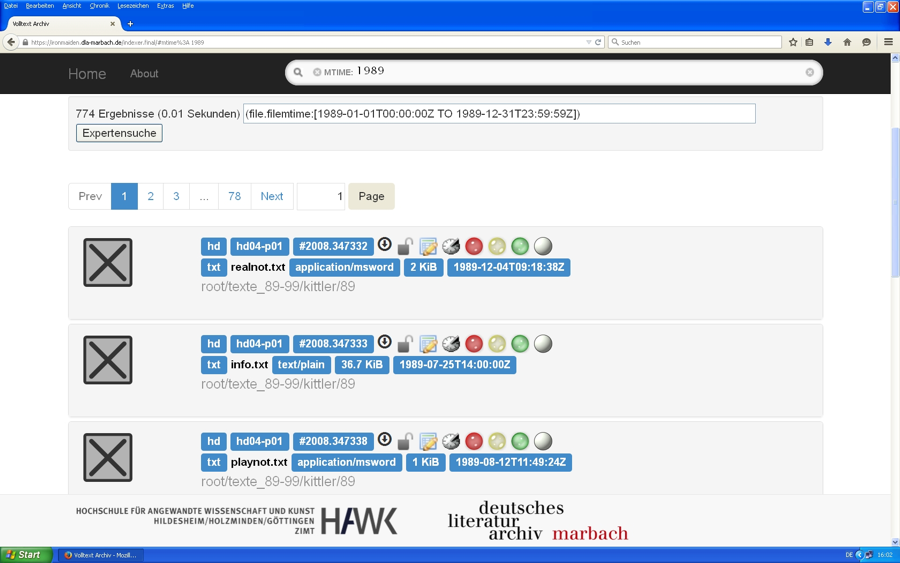 Datei Bearbeiten Ansicht Chronik Lesezeichen Extras Hilfe
Volltext Archiv
https://ironmaiden.dla-marbach.de/indexer.final/#mtime%3A 1989
Suchen
Home About MTIME: 1989
774 Ergebnisse (0.01 Sekunden) (file.filemtime:[1989-01-01T00:00:00Z TO 1989-12-31T23:59:59Z])
Expertensuche
Prev 1 2 3 ... 78 Next 1 Page
hd hd04-p01 #2008.347332
txt realnot.txt application/msword 2 KiB 1989-12-04T09:18:38Z
root/texte_89-99/kittler/89
hd hd04-p01 #2008.347333
txt info.txt text/plain 36.7 KiB 1989-07-25T14:00:00Z
root/texte_89-99/kittler/89
hd hd04-p01 #2008.347338
txt playnot.txt application/msword 1 KiB 1989-08-12T11:49:24Z
root/texte_89-99/kittler/89
HOCHSCHULE FÜR ANGEWANDTE WISSENSCHAFT UND KUNST
HILDESHEIM/HOLZMINDEN/GÖTTINGEN
ZIMT
HAWK
deutsches
literatur
archiv marbach
Start Volltext Archiv - Mozil... DE 16:02